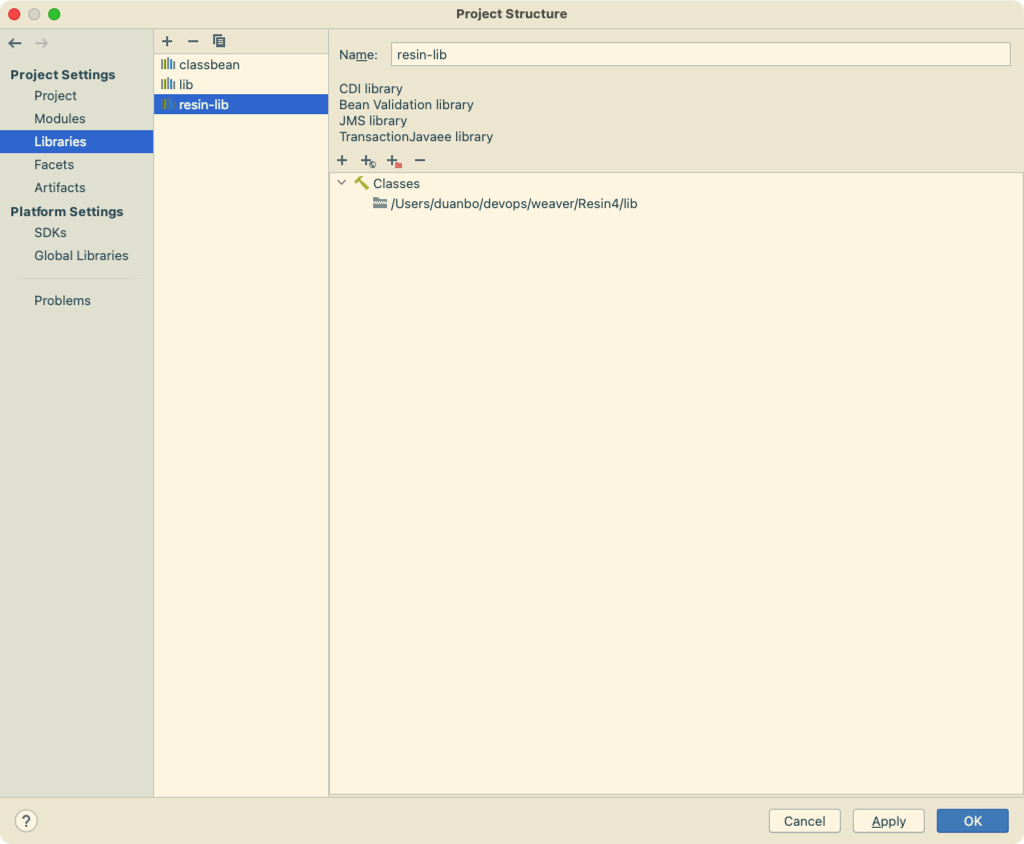 Project Structure
Project Settings
Project
Modules
Libraries
Facets
Artifacts
Platform Settings
SDKs
Global Libraries
Problems
classbean
lib
resin-lib
Name: resin-lib
CDI library
Bean Validation library
JMS library
TransactionJavaee library
Classes
/Users/duanbo/devops/weaver/Resin4/lib
?
Cancel
Apply
OK